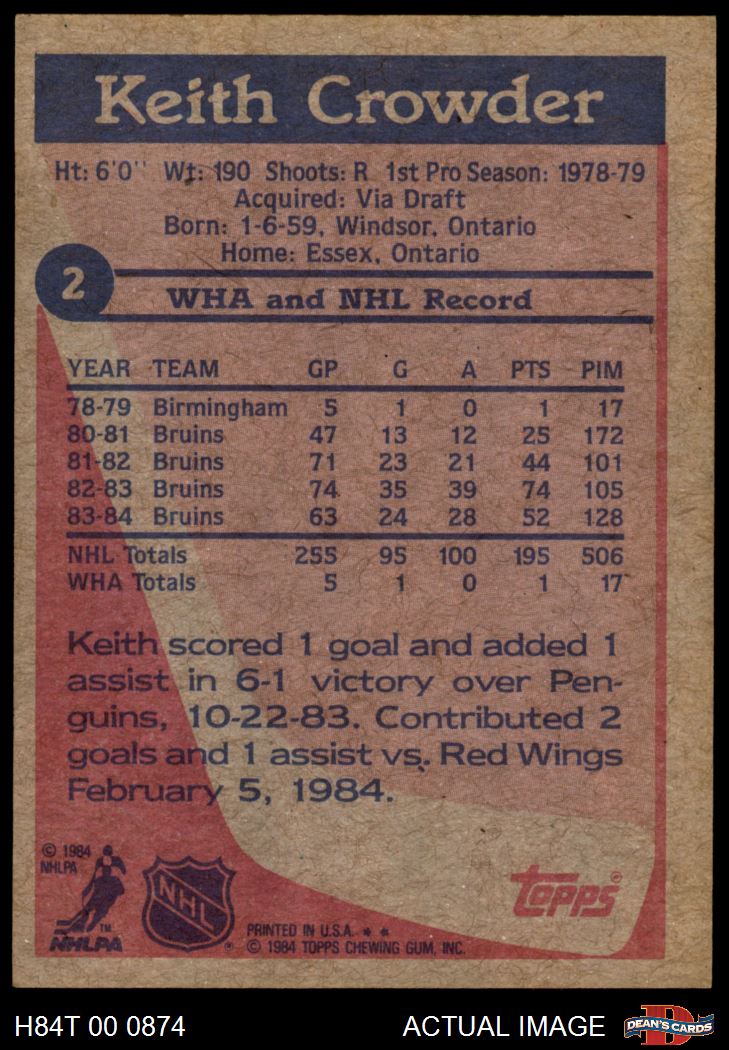 Keith Crowder
Ht: 6'0'' Wt: 190 Shoots: R 1st Pro Season: 1978-79
Acquired: Via Draft
Born: 1-6-59, Windsor, Ontario
Home: Essex, Ontario
2
WHA and NHL Record
YEAR TEAM GP G A PTS PIM
78-79 Birmingham 5 1 0 1 17
80-81 Bruins 47 13 12 25 172
81-82 Bruins 71 23 21 44 101
82-83 Bruins 74 35 39 74 105
83-84 Bruins 63 24 28 52 128
NHL Totals 255 95 100 195 506
WHA Totals 5 1 0 1 17
Keith scored 1 goal and added 1
assist in 6-1 victory over Pen-
guins, 10-22-83. Contributed 2
goals and 1 assist vs. Red Wings
February 5, 1984.
© 1984
NHLPA
NHLPA ™
NHL ®
topps ©
PRINTED IN U.S.A. * *
© 1984 TOPPS CHEWING GUM, INC.
H84T 00 0874
ACTUAL IMAGE
D
DEAN'S CARDS